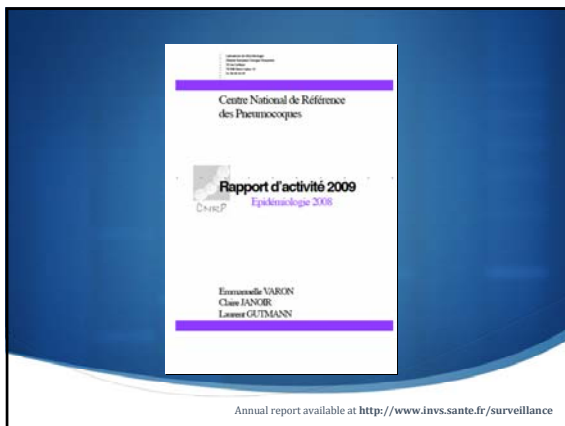 Centre National de Référence
des Pneumocoques
CNRP
Rapport d'activité 2009
Epidémiologie 2008
Emmanuelle VARON
Claire JANOIR
Laurent GUTMANN
Annual report available at http://www.invs.sante.fr/surveillance